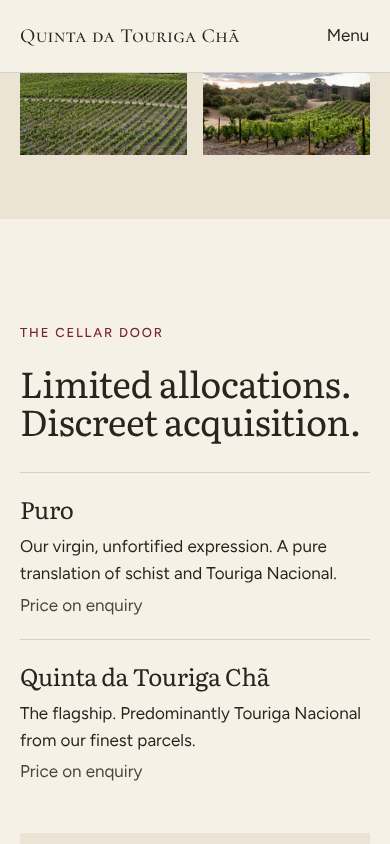 Quinta da Touriga Chã
Menu
THE CELLAR DOOR
Limited allocations.
Discreet acquisition.
Puro
Our virgin, unfortified expression. A pure
translation of schist and Touriga Nacional.
Price on enquiry
Quinta da Touriga Chã
The flagship. Predominantly Touriga Nacional
from our finest parcels.
Price on enquiry